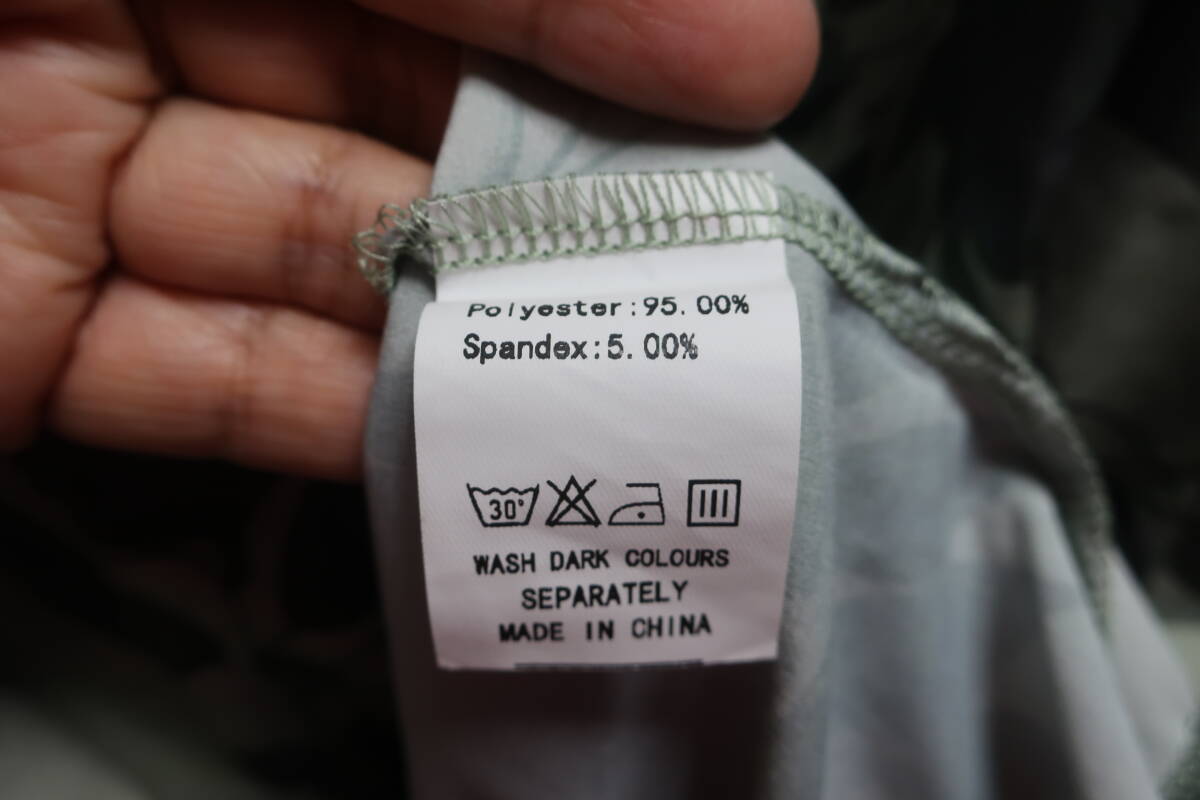 Polyester:95.00%
Spandex:5.00%
30°
WASH DARK COLOURS
SEPARATELY
MADE IN CHINA